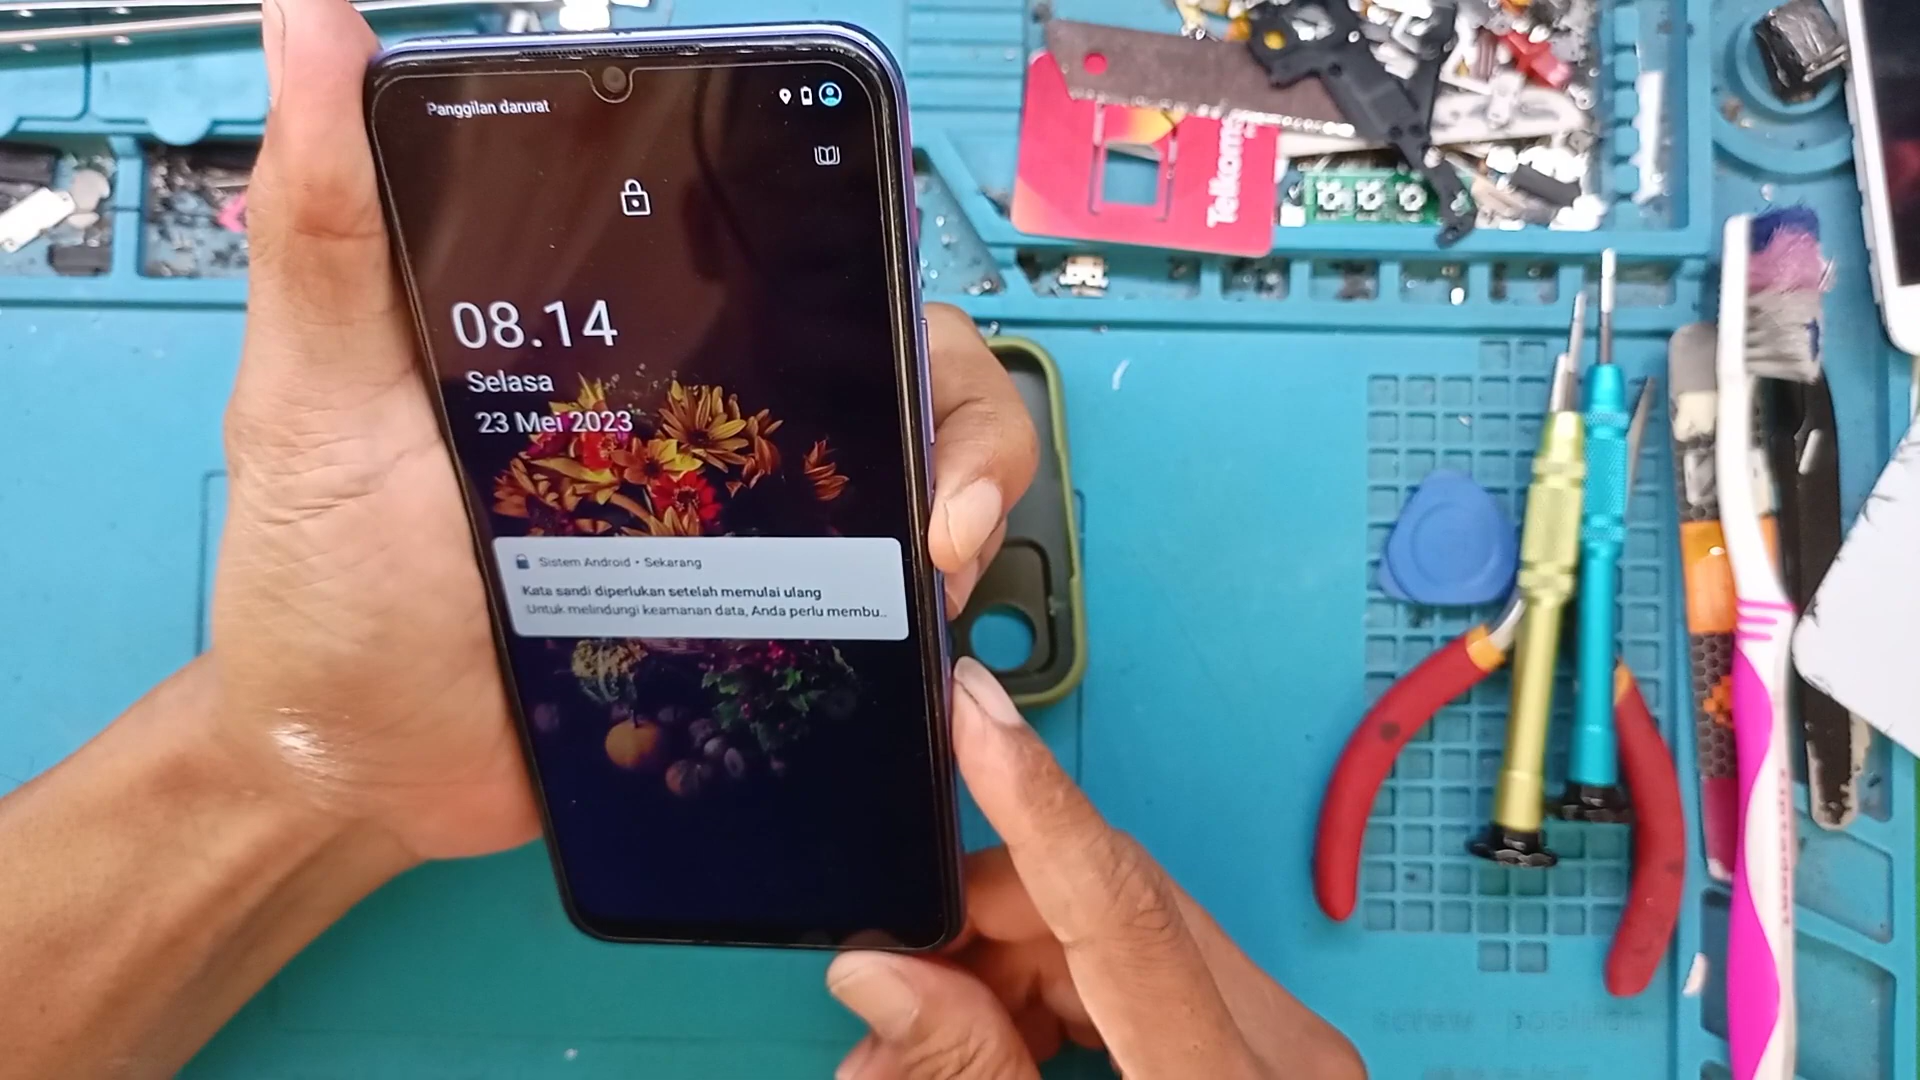 Panggilan darurat
08.14
Selasa
23 Mei 2023
Sistem Android • Sekarang
Kata sandi diperlukan setelah memulai ulang
Untuk melindungi keamanan data, Anda perlu membu..